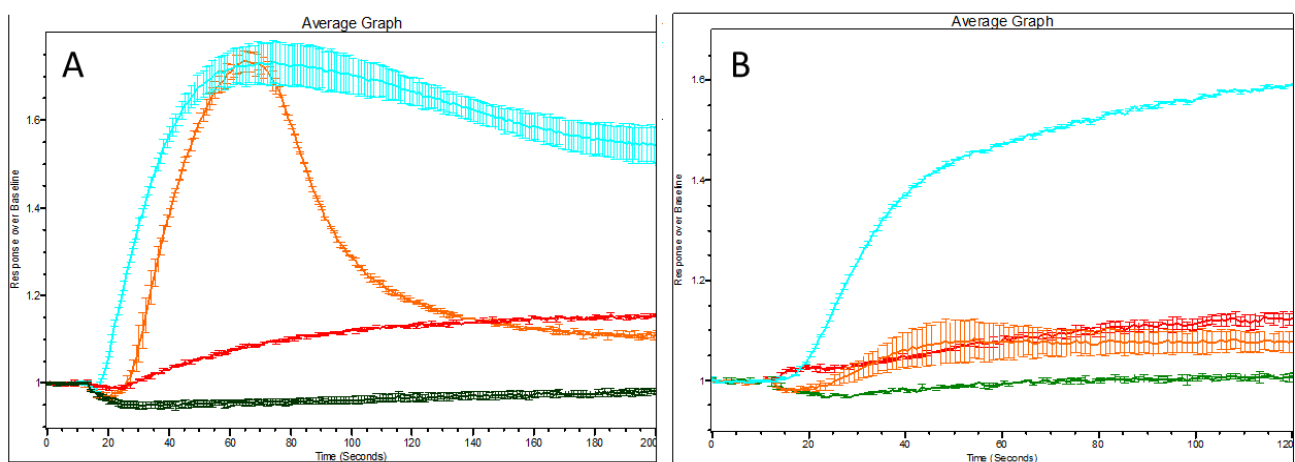 Average Graph
A
Response over Baseline
1.6
1.4
1.2
1
0 20 40 60 80 100 120 140 160 180 200
Time (Seconds)
Average Graph
B
Response over Baseline
1.6
1.4
1.2
1
0 20 40 60 80 100 120
Time (Seconds)